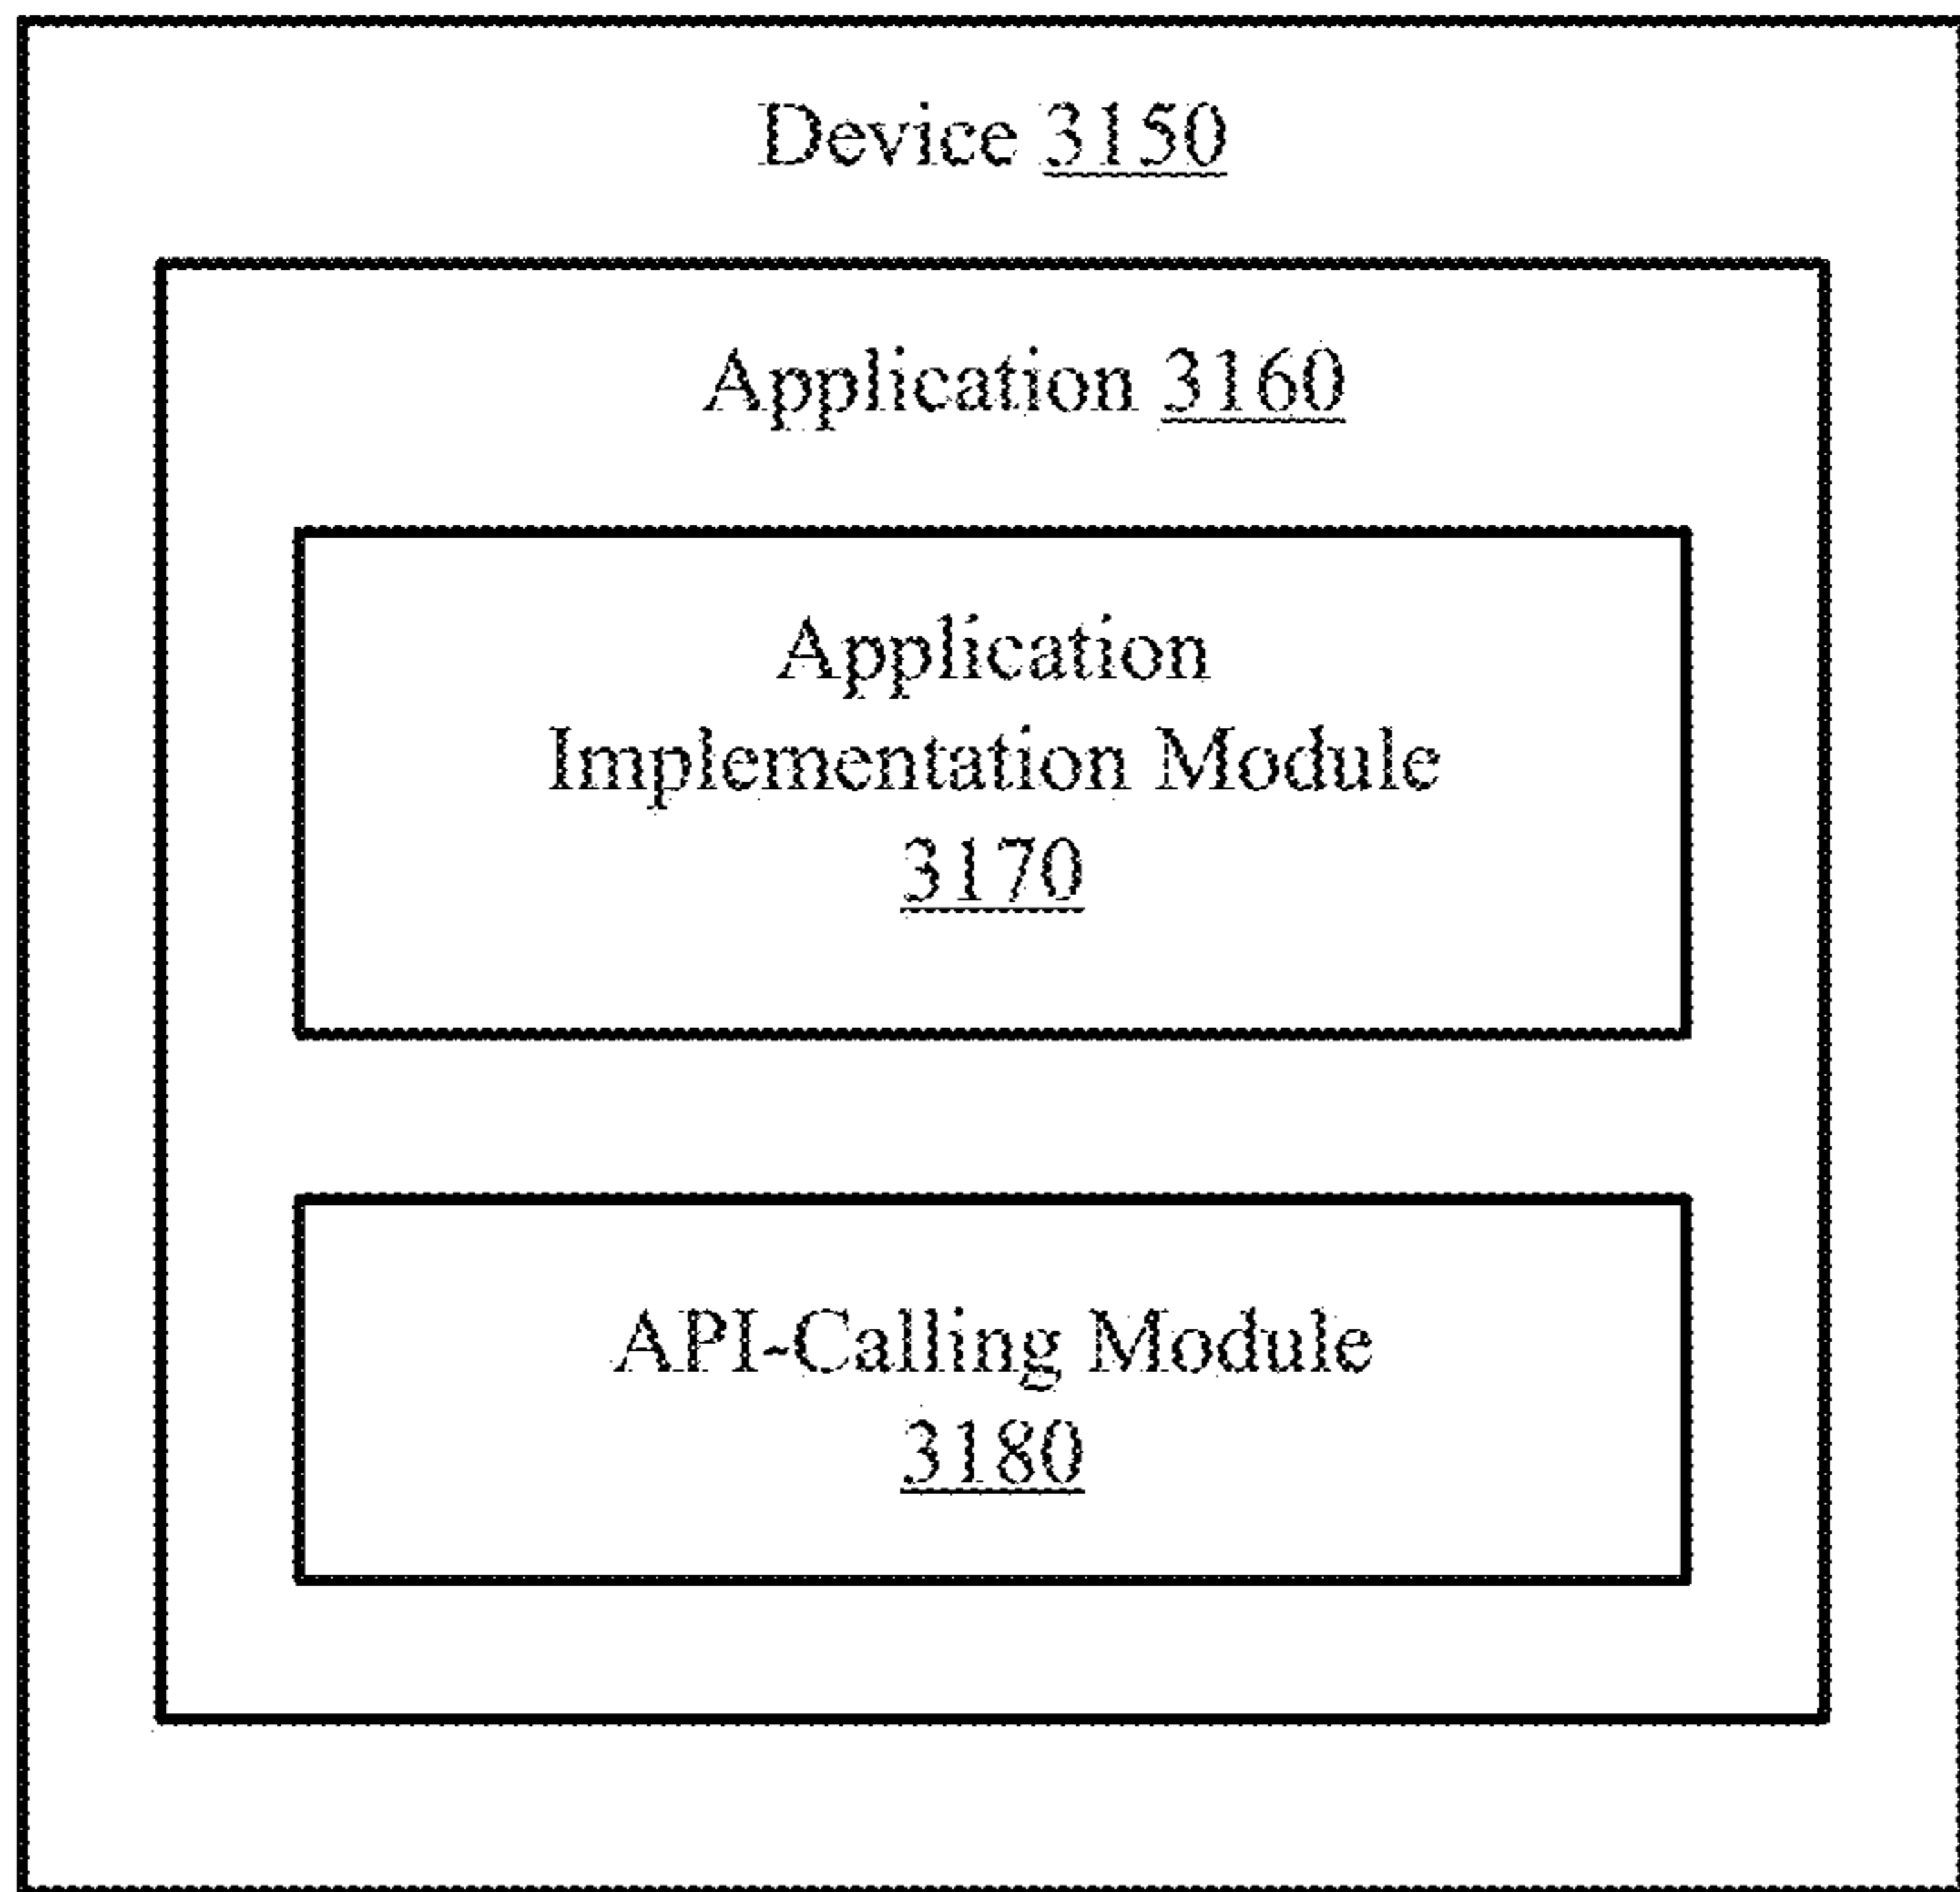 Device 3150
Application 3160
Application
Implementation Module
3170
API-Calling Module
3180